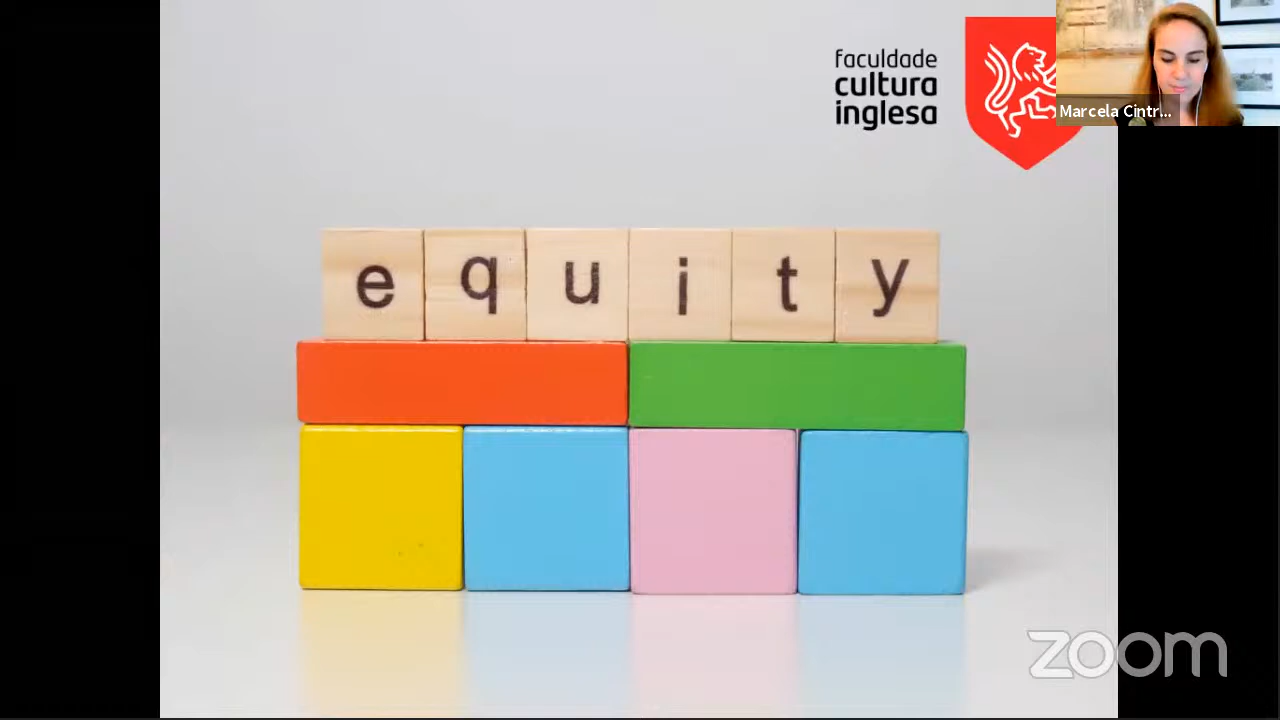 faculdade
cultura
inglesa
Marcela Cintr...
equity
zoom